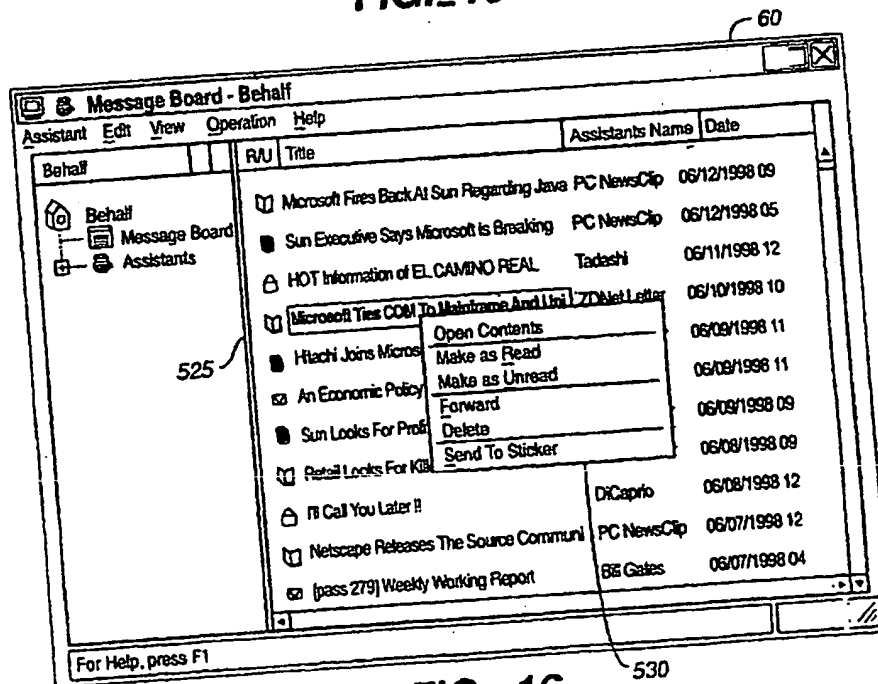 60
Message Board - Behalf
Assistant Edit View Operation Help
Behalf
R/U Title Assistants Name Date
Behalf
Message Board
Assistants
Microsoft Fires Back At Sun Regarding Java PC NewsClip 06/12/1998 09
Sun Executive Says Microsoft Is Breaking PC NewsClip 06/12/1998 05
HOT Information of EL CAMINO REAL Tadashi 06/11/1998 12
Microsoft Ties COM To Mainframe And Uni ZDNet Letter 06/10/1998 10
Hitachi Joins Micros 06/09/1998 11
An Economic Policy 06/09/1998 11
Sun Looks For Profi 06/09/1998 09
Retail Looks For Kill 06/08/1998 09
I'll Call You Later !! DiCaprio 06/08/1998 12
Netscape Releases The Source Communi PC NewsClip 06/07/1998 12
[pass 279] Weekly Working Report Bill Gates 06/07/1998 04
Open Contents
Make as Read
Make as Unread
Forward
Delete
Send To Sticker
525
530
For Help, press F1